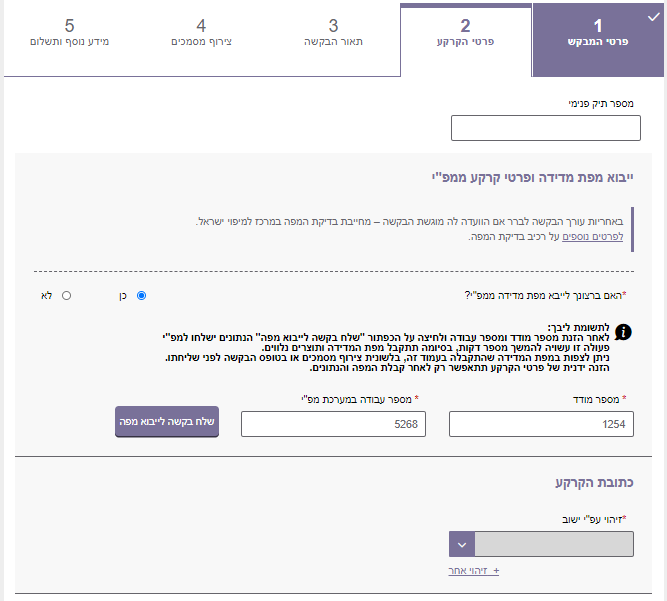 1
פרטי המבקש
2
פרטי הקרקע
3
תאור הבקשה
4
צירוף מסמכים
5
מידע נוסף ותשלום
מספר תיק פנימי
ייבוא מפת מדידה ופרטי קרקע ממפ"י
באחריות עורך הבקשה לברר אם הוועדה לה מוגשת הבקשה – מחייבת בדיקת המפה במרכז למיפוי ישראל.
לפרטים נוספים על רכיב בדיקת המפה.
*האם ברצונך לייבא מפת מדידה ממפ"י?
כן
לא
לתשומת ליבך:
לאחר הזנת מספר מודד ומספר עבודה ולחיצה על הכפתור "שלח בקשה לייבוא מפה" הנתונים ישלחו למפ"י
פעולה זו עשויה להמשך מספר דקות, בסיומה תתקבל מפת המדידה ותוצרים נלווים.
ניתן לצפות במפת המדידה שהתקבלה בעמוד זה, בלשונית צירוף מסמכים או בטופס הבקשה לפני שליחתו.
הזנה ידנית של פרטי הקרקע תתאפשר רק לאחר קבלת המפה והנתונים.
* מספר מודד
1254
* מספר עבודה במערכת מפ"י
5268
שלח בקשה לייבוא מפה
כתובת הקרקע
*זיהוי עפ"י ישוב
+ זיהוי אחר